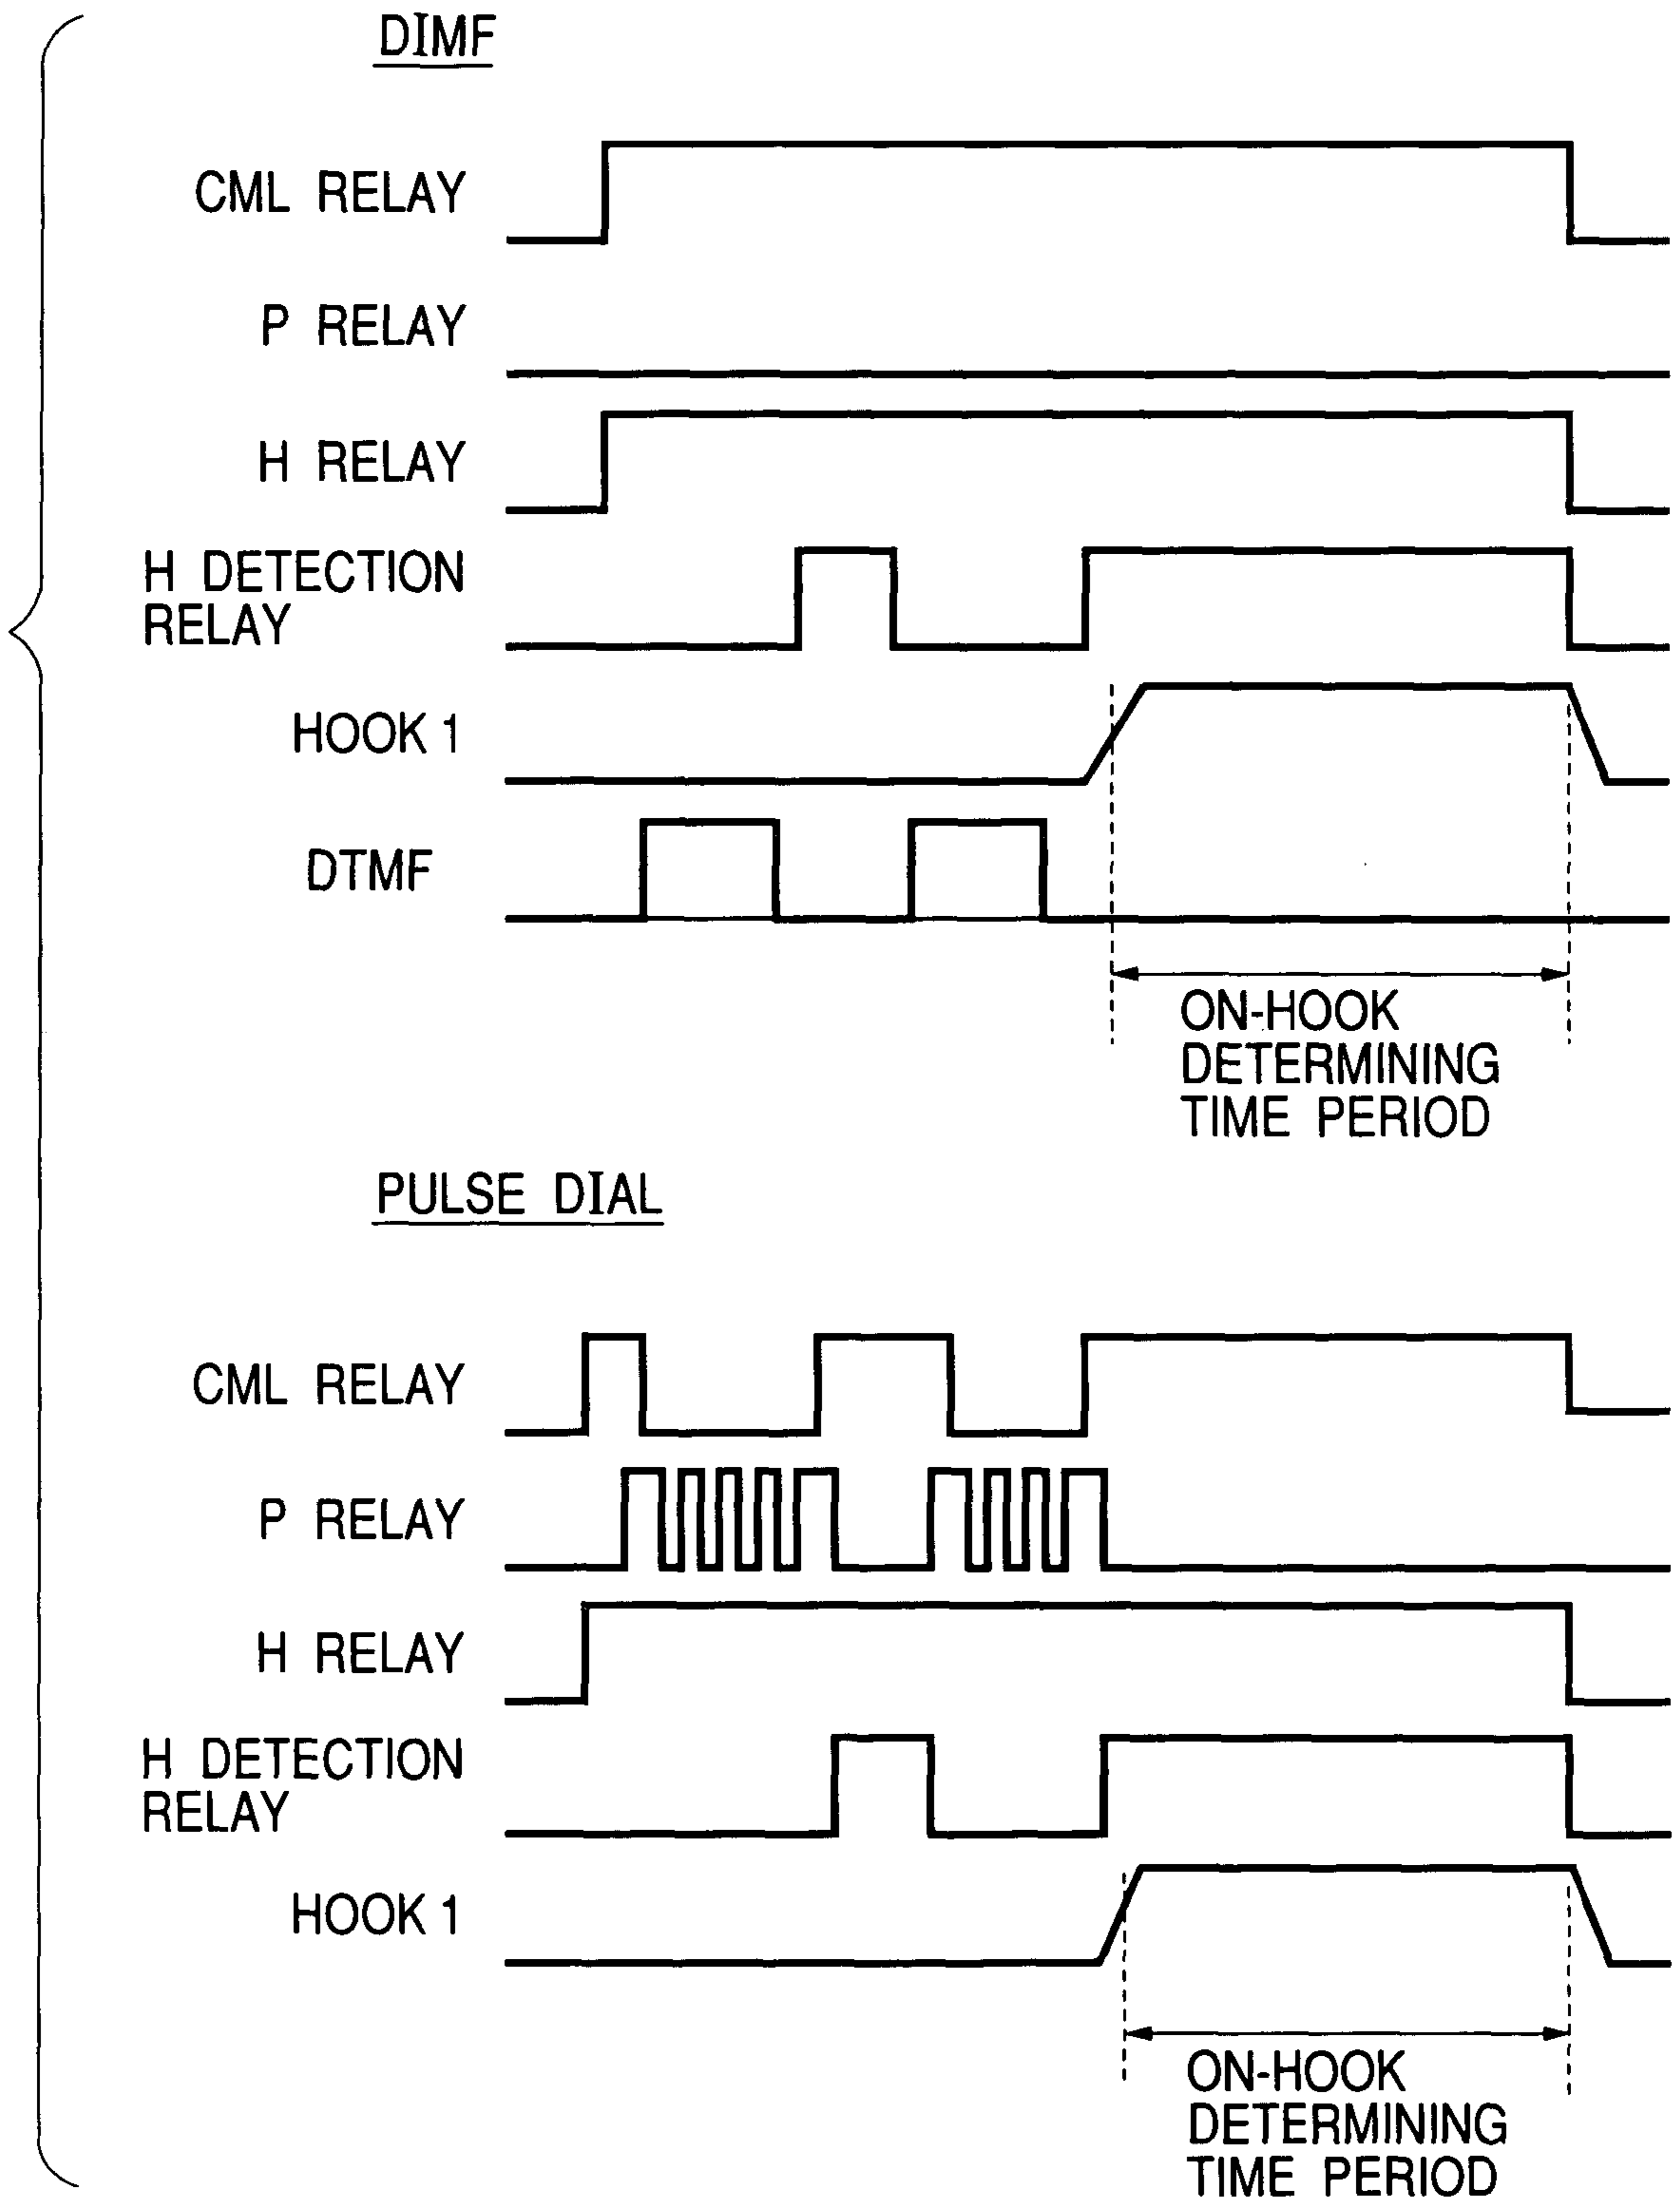 DIMF
CML RELAY
P RELAY
H RELAY
H DETECTION
RELAY
HOOK 1
DTMF
ON-HOOK
DETERMINING
TIME PERIOD
PULSE DIAL
CML RELAY
P RELAY
H RELAY
H DETECTION
RELAY
HOOK 1
ON-HOOK
DETERMINING
TIME PERIOD